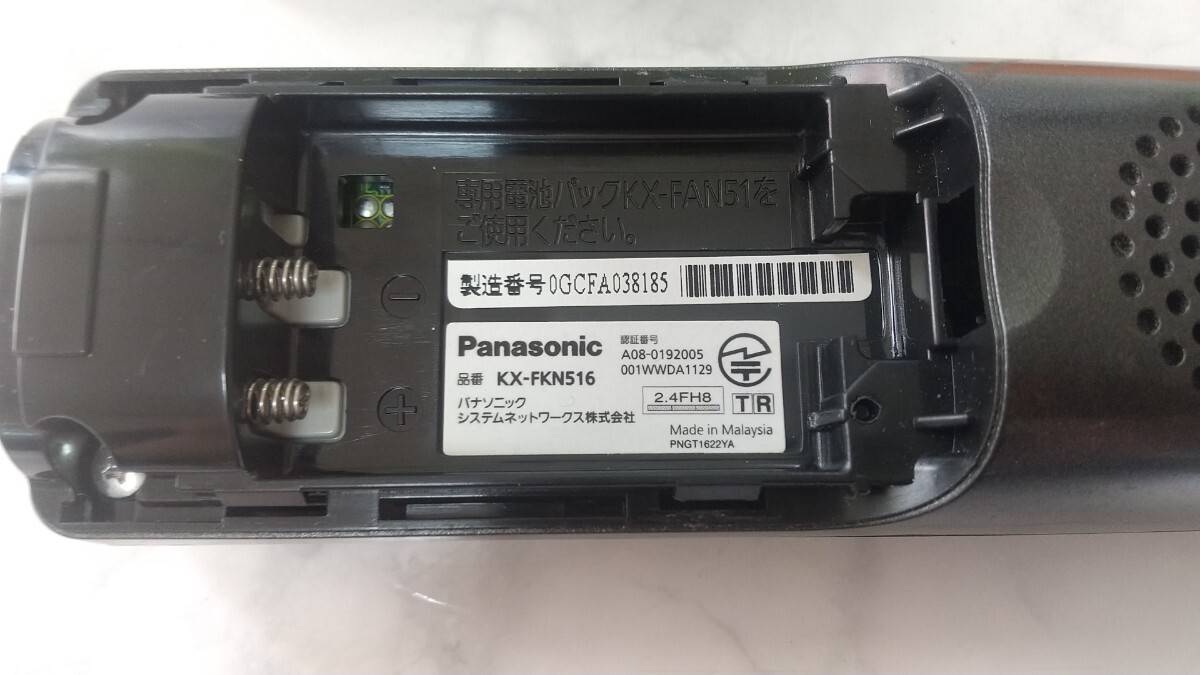 専用電池パックKX-FAN51を
ご使用ください。
製造番号 0GCFA038185
Panasonic
品番 KX-FKN516
パナソニック
システムネットワークス株式会社
認証番号
A08-0192005
001WWDA1129
2.4FH8
T R
Made in Malaysia
PNGT1622YA